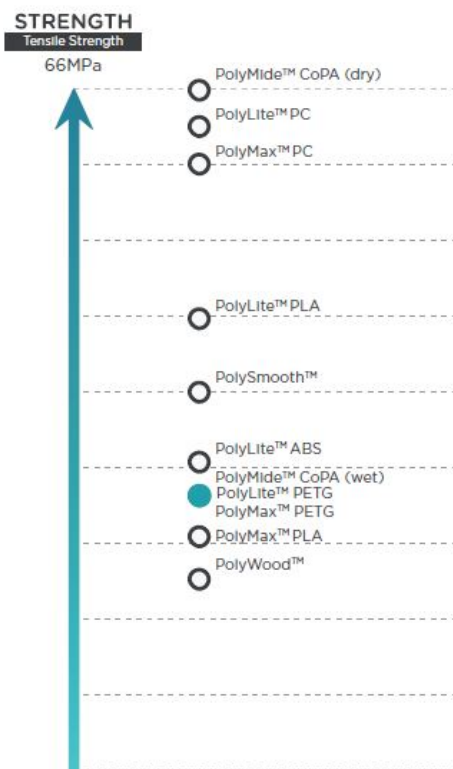 STRENGTH
Tensile Strength
66MPa
PolyMide™ CoPA (dry)
PolyLite™ PC
PolyMax™ PC
PolyLite™ PLA
PolySmooth™
PolyLite™ ABS
PolyMide™ CoPA (wet)
PolyLite™ PETG
PolyMax™ PETG
PolyMax™ PLA
PolyWood™